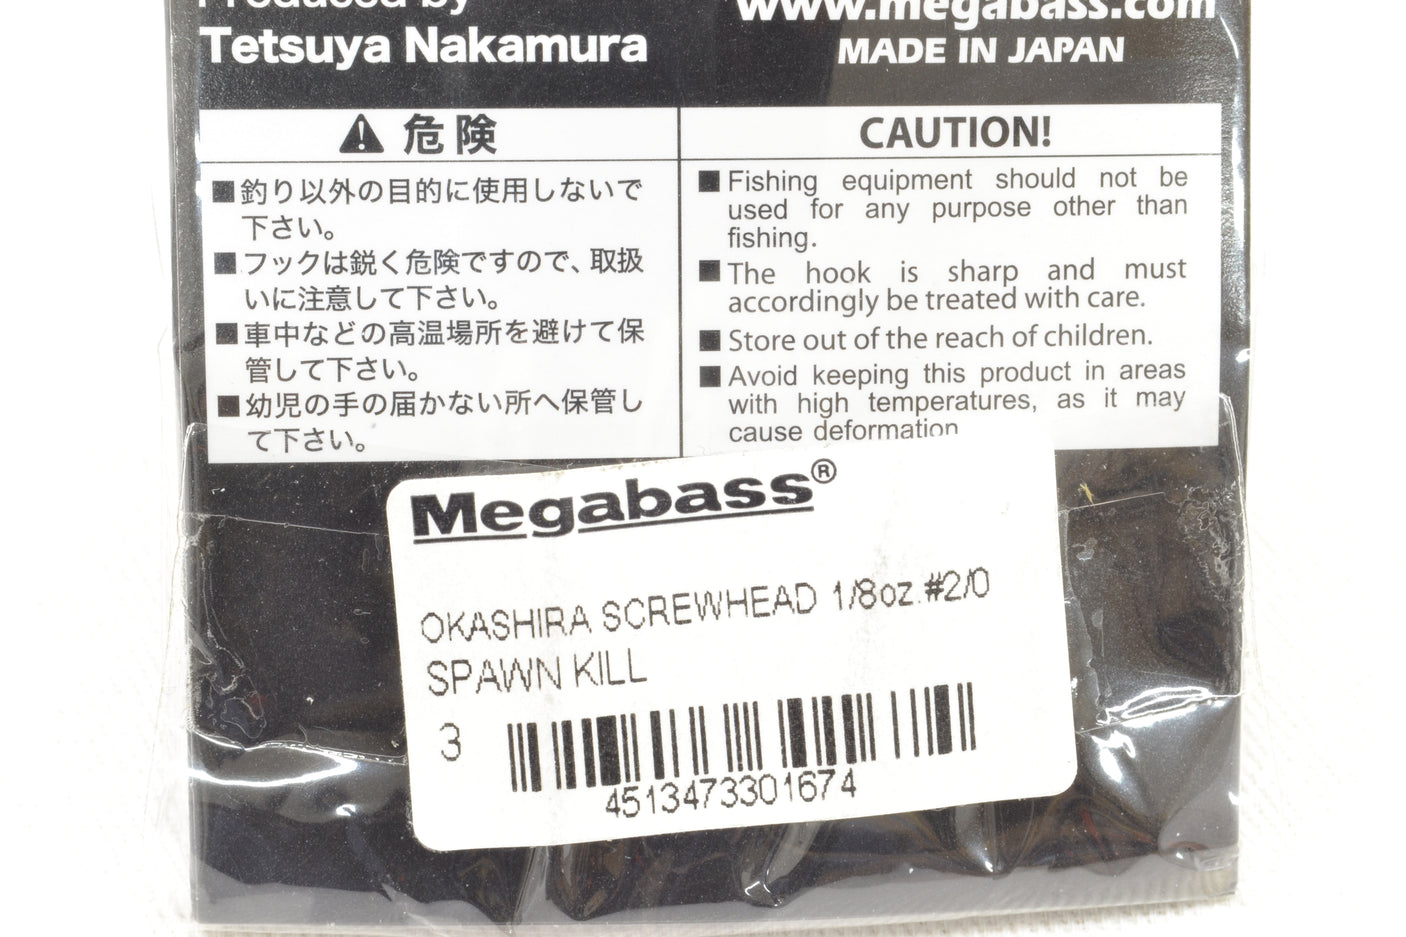 Produced by
Tetsuya Nakamura
www.megabass.com
MADE IN JAPAN
危険
■釣り以外の目的に使用しないで
下さい。
■フックは鋭く危険ですので、取扱
いに注意して下さい。
■車中などの高温場所を避けて保
管して下さい。
■幼児の手の届かない所へ保管し
て下さい。
CAUTION!
■Fishing equipment should not be
used for any purpose other than
fishing.
■The hook is sharp and must
accordingly be treated with care.
■Store out of the reach of children.
■Avoid keeping this product in areas
with high temperatures, as it may
cause deformation
Megabass®
OKASHIRA SCREWHEAD 1/8oz.#2/0
SPAWN KILL
3
4513473301674